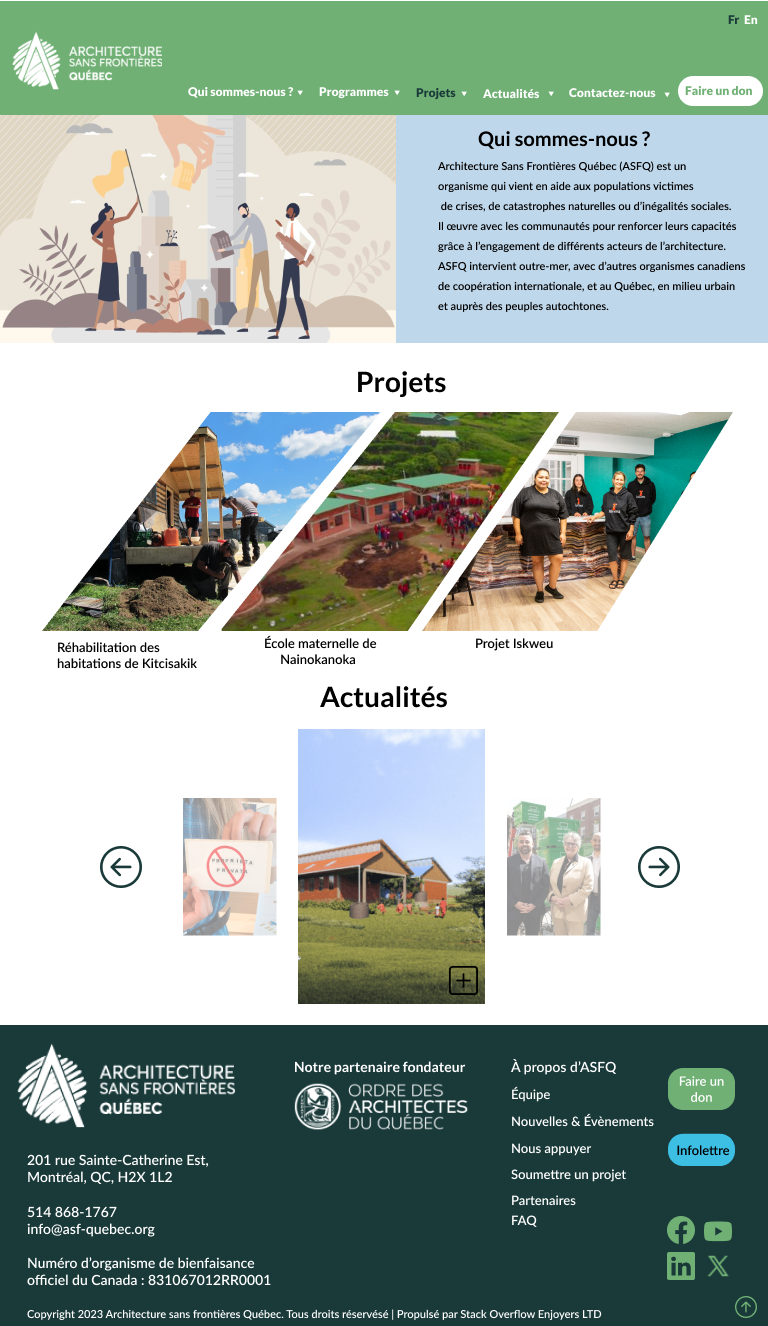 Fr En
ARCHITECTURE
SANS FRONTIÈRES
QUÉBEC
Qui sommes-nous ? Programmes Projets Actualités Contactez-nous Faire un don
Qui sommes-nous ?
Architecture Sans Frontières Québec (ASFQ) est un
organisme qui vient en aide aux populations victimes
de crises, de catastrophes naturelles ou d'inégalités sociales.
Il œuvre avec les communautés pour renforcer leurs capacités
grâce à l'engagement de différents acteurs de l'architecture.
ASFQ intervient outre-mer, avec d'autres organismes canadiens
de coopération internationale, et au Québec, en milieu urbain
et auprès des peuples autochtones.
Projets
Réhabilitation des
habitations de Kitcisakik
École maternelle de
Nainokanoka
Projet Iskweu
Actualités
PROPRIETA
PRIVATA
ARCHITECTURE
SANS FRONTIÈRES
QUÉBEC
201 rue Sainte-Catherine Est,
Montréal, QC, H2X 1L2
514 868-1767
info@asf-quebec.org
Numéro d'organisme de bienfaisance
officiel du Canada : 831067012RR0001
Notre partenaire fondateur
ORDRE DES
ARCHITECTES
DU QUÉBEC
À propos d'ASFQ
Équipe
Nouvelles & Évènements
Nous appuyer
Soumettre un projet
Partenaires
FAQ
Faire un
don
Infolettre
Copyright 2023 Architecture sans frontières Québec. Tous droits réservésé | Propulsé par Stack Overflow Enjoyers LTD